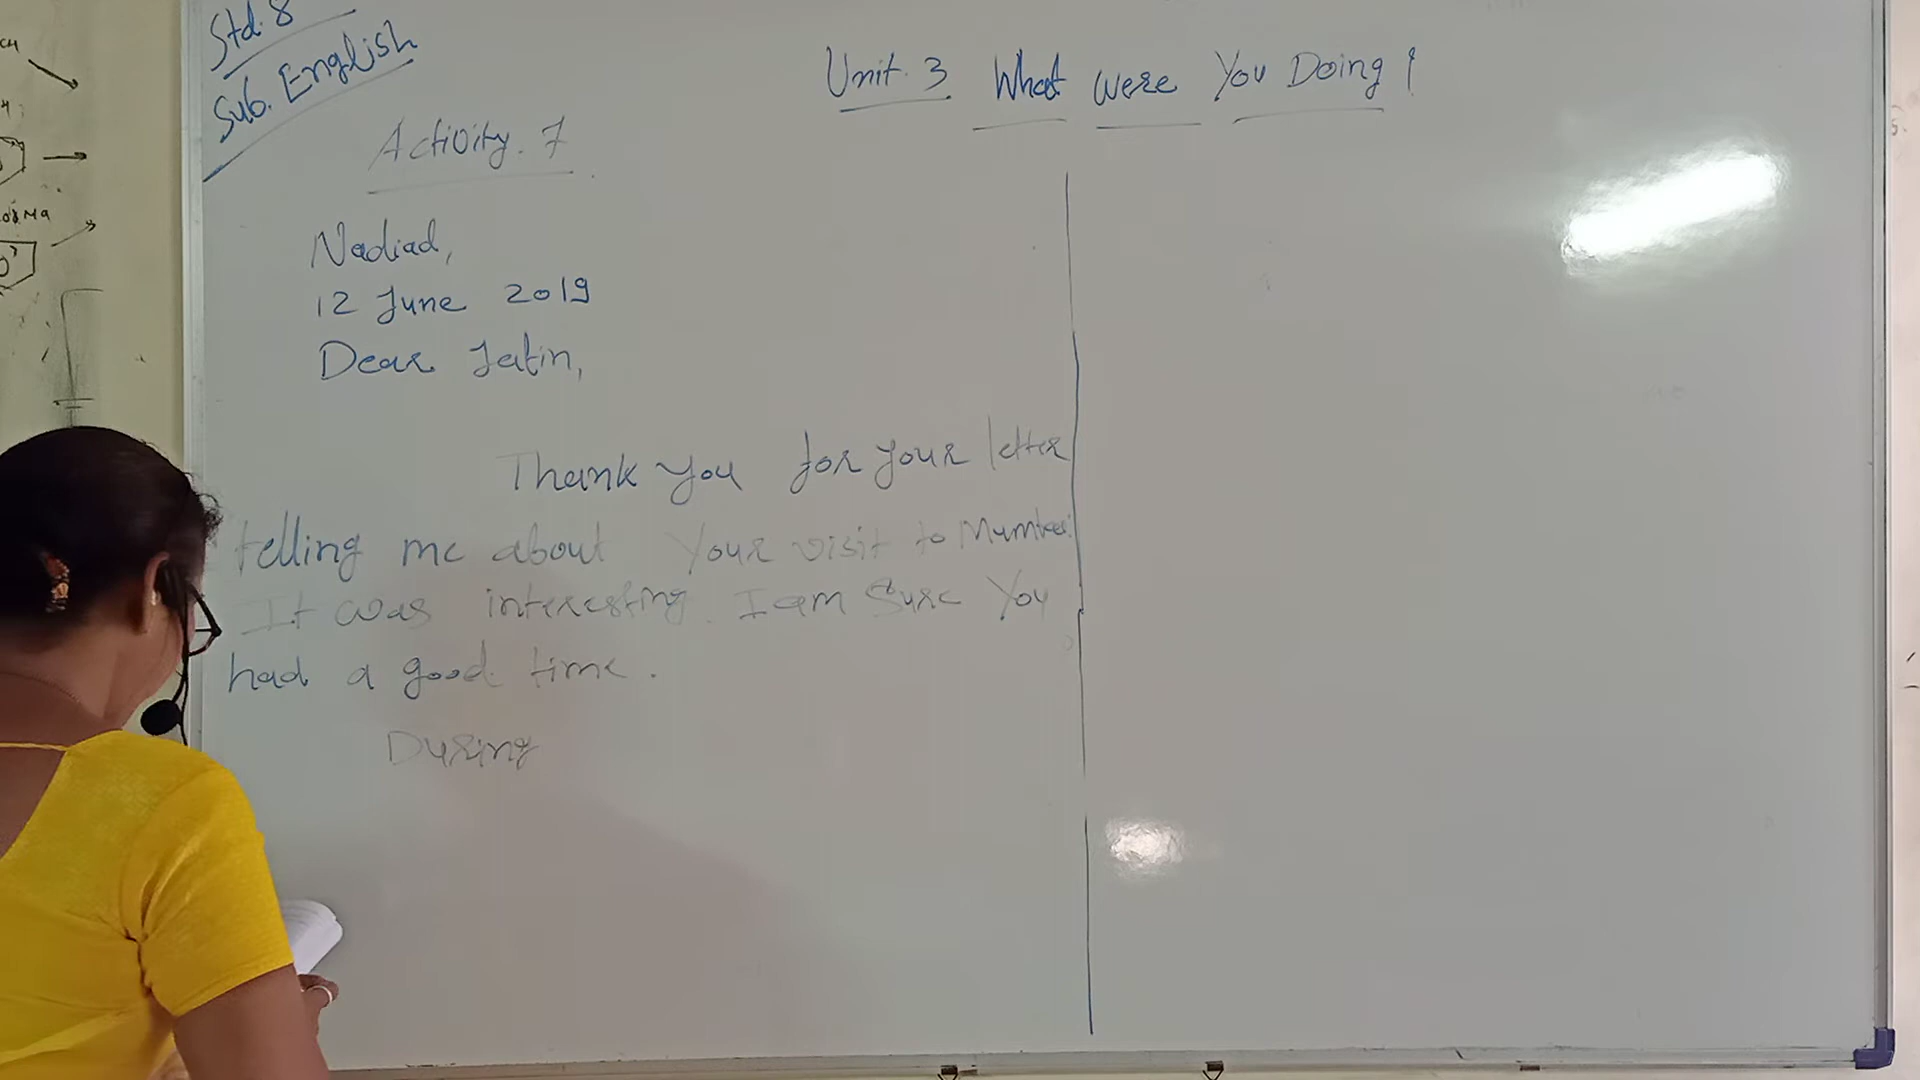 Std. 8
Sub. English
Unit. 3 What were You Doing ?
Activity. 7
Nadiad,
12 June 2019
Dear Jatin,
Thank you for your letter
telling me about your visit to Mumbai.
It was interesting. I am sure You
had a good time.
During